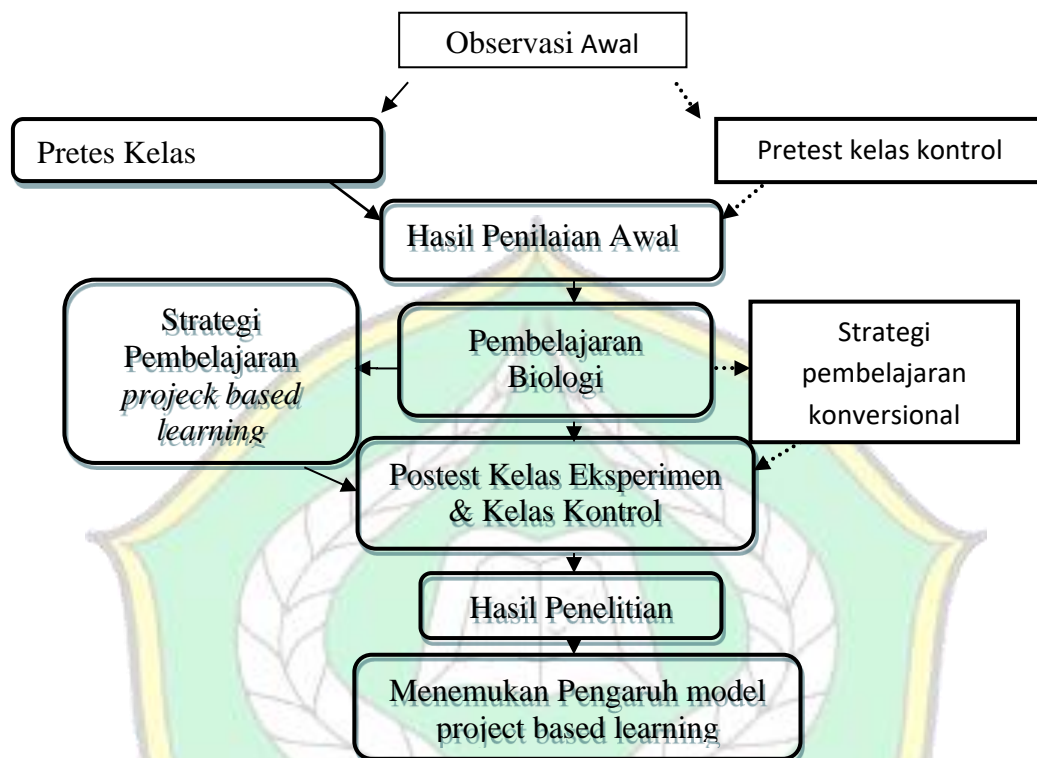 Observasi Awal
Pretes Kelas
Pretest kelas kontrol
Hasil Penilaian Awal
Strategi
Pembelajaran
projeck based
learning
Pembelajaran
Biologi
Strategi
pembelajaran
konversional
Postest Kelas Eksperimen
& Kelas Kontrol
Hasil Penelitian
Menemukan Pengaruh model
project based learning